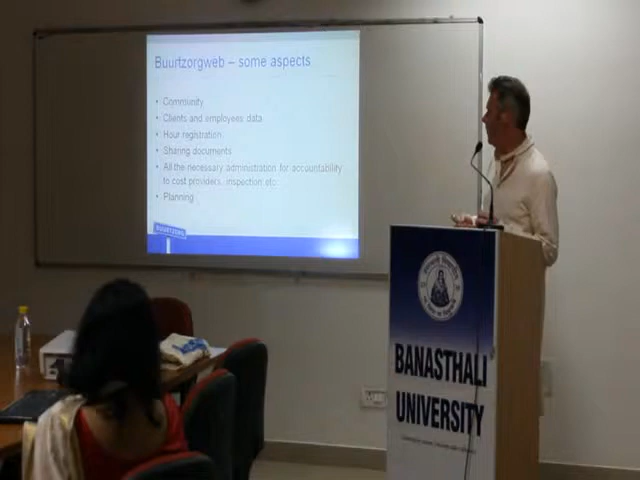 Buurtzorgweb – some aspects
• Community
• Clients and employees data
• Hour registration
• Sharing documents
• All the necessary administration for accountability
to cost providers, inspection etc.
• Planning
BUURTZORG
BANASTHALI
UNIVERSITY